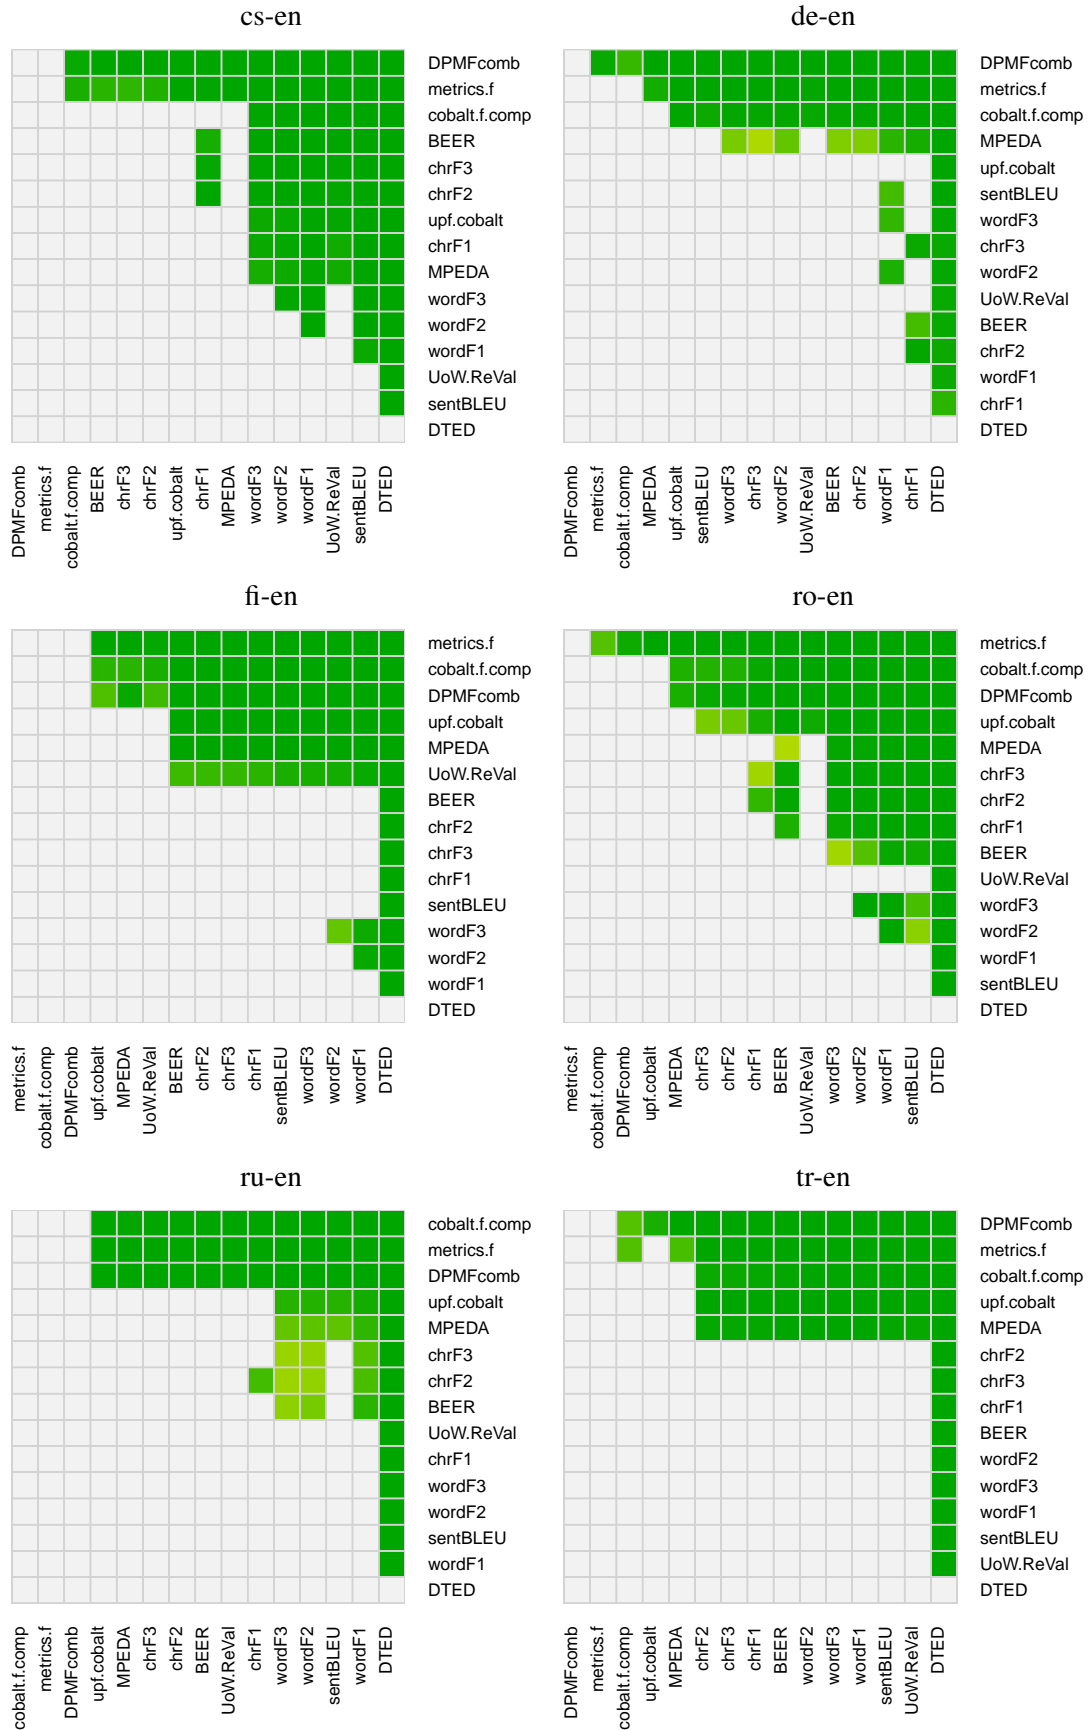 cs-en
DPMFcomb
metrics.f
cobalt.f.comp
BEER
chrF3
chrF2
upf.cobalt
chrF1
MPEDA
wordF3
wordF2
wordF1
UoW.ReVal
sentBLEU
DTED
DPMFcomb
metrics.f
cobalt.f.comp
BEER
chrF3
chrF2
upf.cobalt
chrF1
MPEDA
wordF3
wordF2
wordF1
UoW.ReVal
sentBLEU
DTED
de-en
DPMFcomb
metrics.f
cobalt.f.comp
MPEDA
upf.cobalt
sentBLEU
wordF3
chrF3
wordF2
UoW.ReVal
BEER
chrF2
wordF1
chrF1
DTED
DPMFcomb
metrics.f
cobalt.f.comp
MPEDA
upf.cobalt
sentBLEU
wordF3
chrF3
wordF2
UoW.ReVal
BEER
chrF2
wordF1
chrF1
DTED
fi-en
metrics.f
cobalt.f.comp
DPMFcomb
upf.cobalt
MPEDA
UoW.ReVal
BEER
chrF2
chrF3
chrF1
sentBLEU
wordF3
wordF2
wordF1
DTED
metrics.f
cobalt.f.comp
DPMFcomb
upf.cobalt
MPEDA
UoW.ReVal
BEER
chrF2
chrF3
chrF1
sentBLEU
wordF3
wordF2
wordF1
DTED
ro-en
metrics.f
cobalt.f.comp
DPMFcomb
upf.cobalt
MPEDA
chrF3
chrF2
chrF1
BEER
UoW.ReVal
wordF3
wordF2
wordF1
sentBLEU
DTED
metrics.f
cobalt.f.comp
DPMFcomb
upf.cobalt
MPEDA
chrF3
chrF2
chrF1
BEER
UoW.ReVal
wordF3
wordF2
wordF1
sentBLEU
DTED
ru-en
cobalt.f.comp
metrics.f
DPMFcomb
upf.cobalt
MPEDA
chrF3
chrF2
BEER
UoW.ReVal
chrF1
wordF3
wordF2
sentBLEU
wordF1
DTED
cobalt.f.comp
metrics.f
DPMFcomb
upf.cobalt
MPEDA
chrF3
chrF2
BEER
UoW.ReVal
chrF1
wordF3
wordF2
sentBLEU
wordF1
DTED
tr-en
DPMFcomb
metrics.f
cobalt.f.comp
upf.cobalt
MPEDA
chrF2
chrF3
chrF1
BEER
wordF2
wordF3
wordF1
sentBLEU
UoW.ReVal
DTED
DPMFcomb
metrics.f
cobalt.f.comp
upf.cobalt
MPEDA
chrF2
chrF3
chrF1
BEER
wordF2
wordF3
wordF1
sentBLEU
UoW.ReVal
DTED